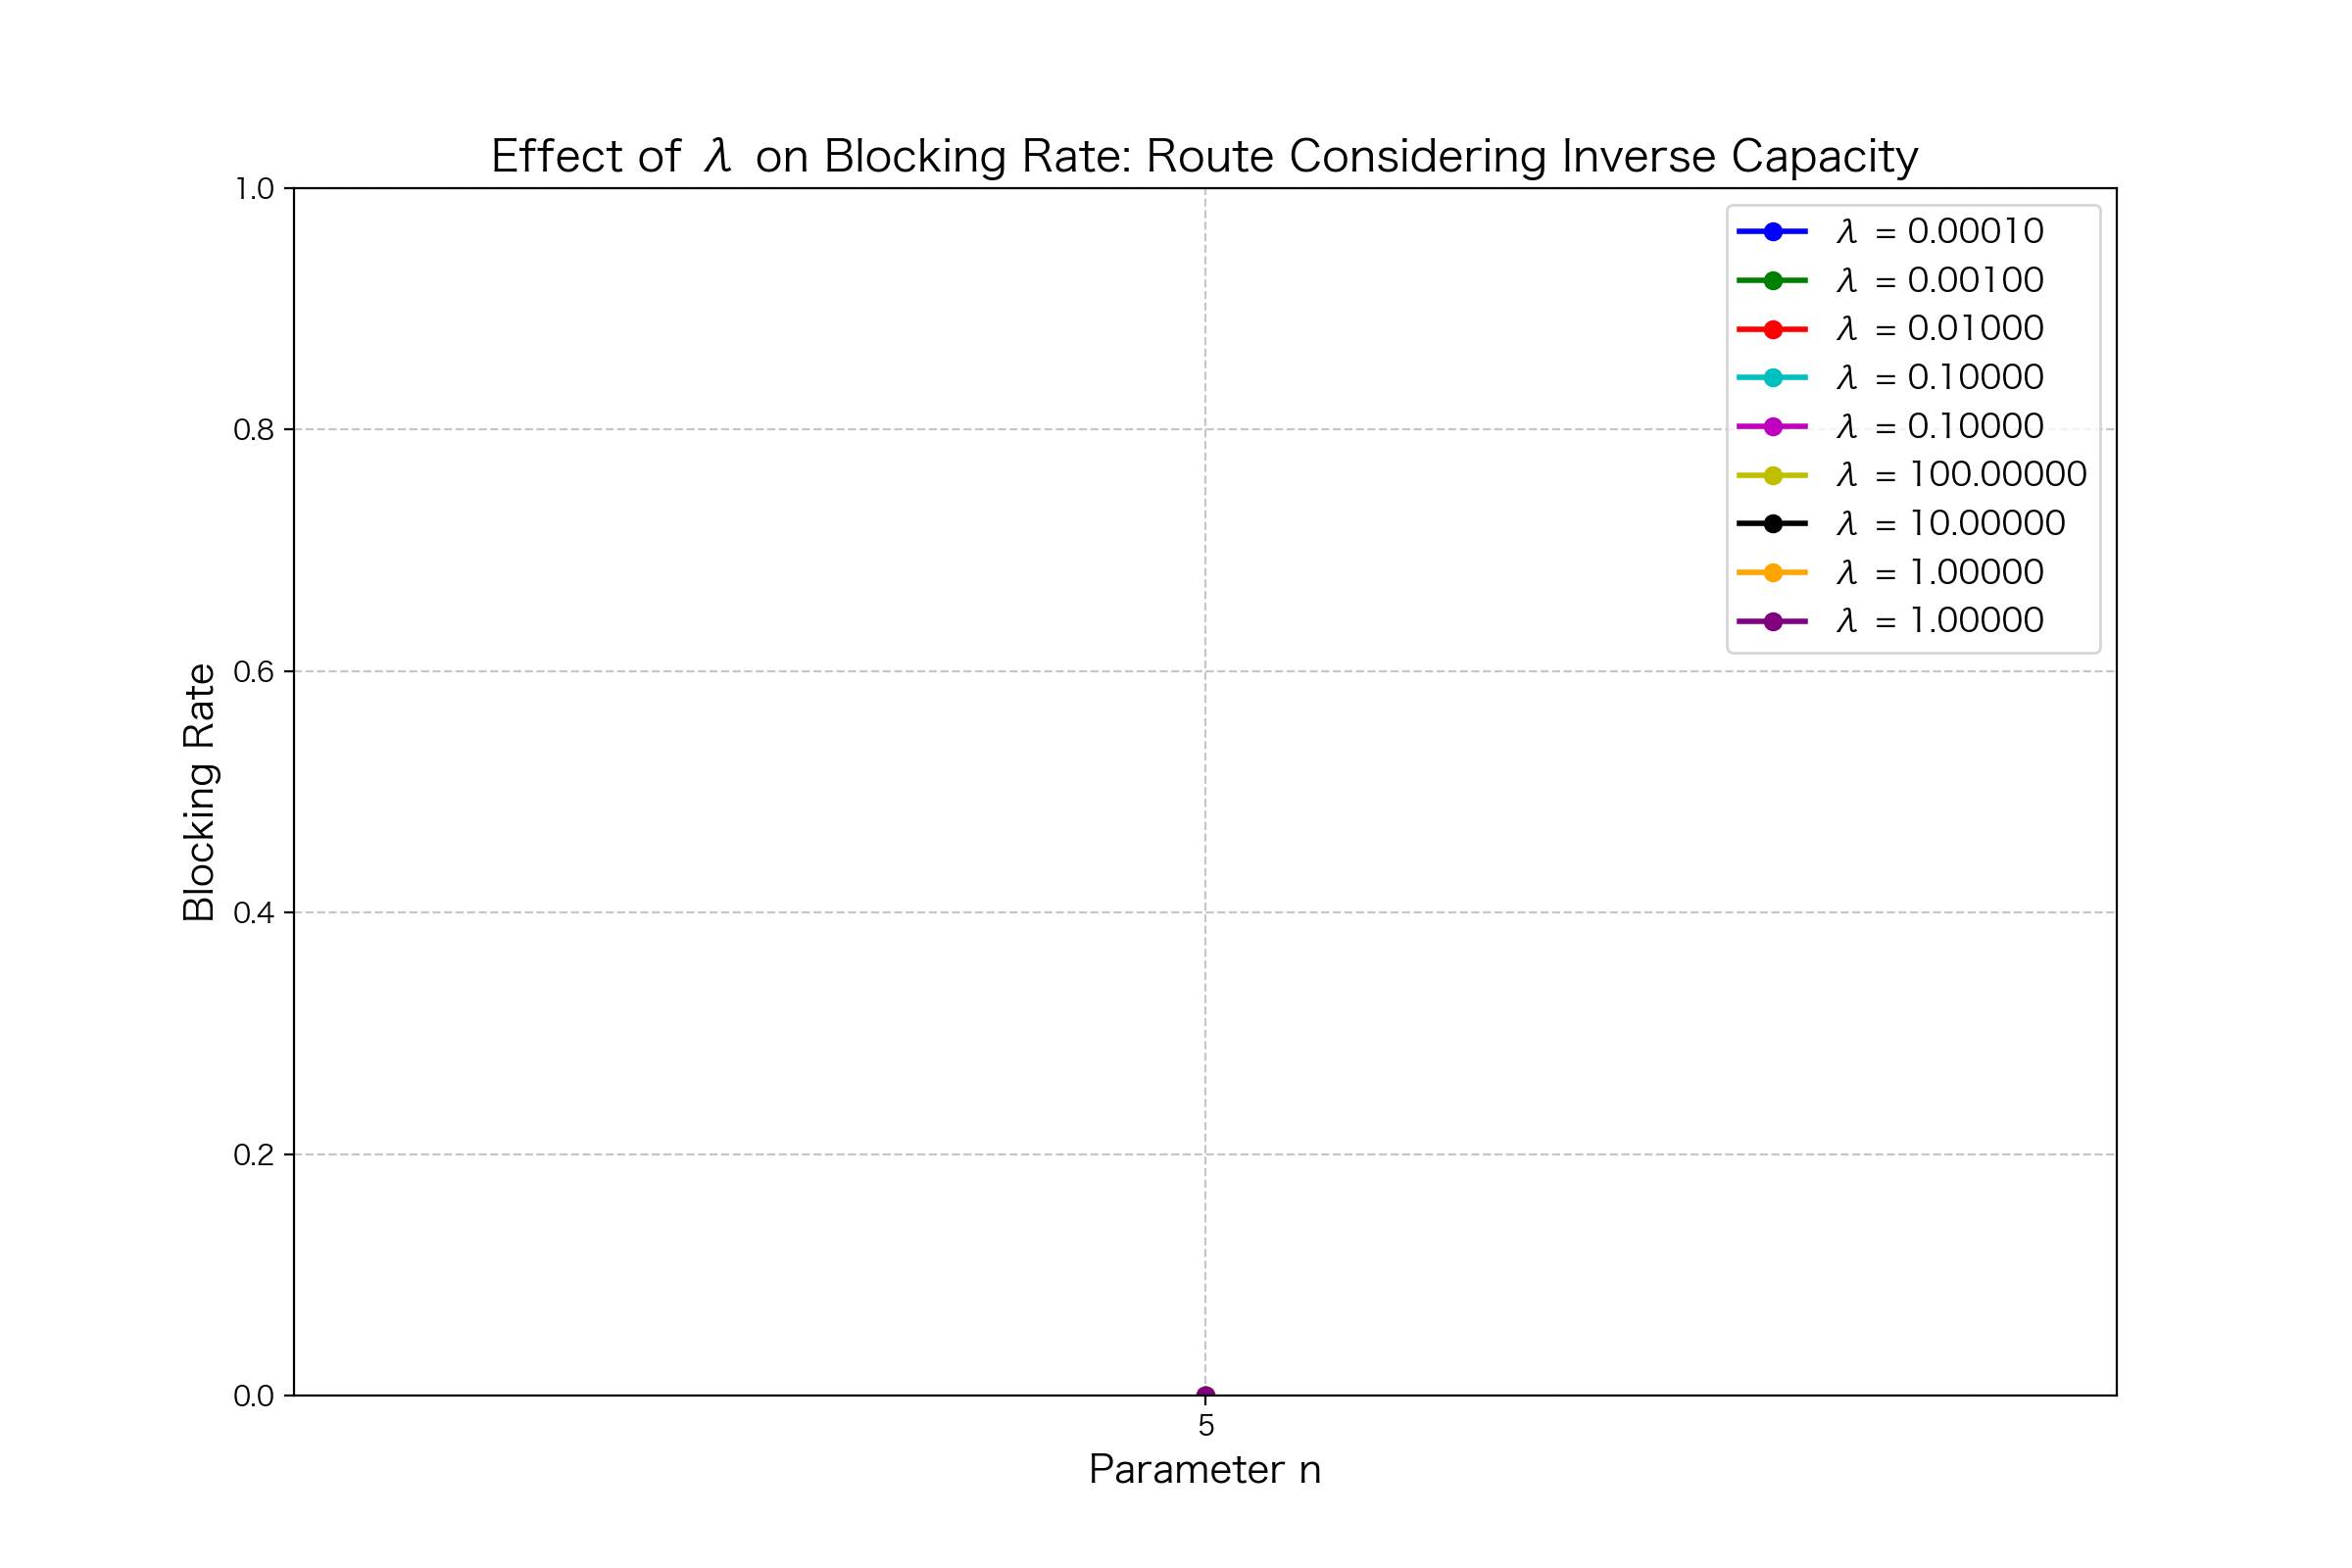 Effect of λ on Blocking Rate: Route Considering Inverse Capacity
1.0
0.8
0.6
0.4
0.2
0.0
Blocking Rate
5
Parameter n
λ = 0.00010
λ = 0.00100
λ = 0.01000
λ = 0.10000
λ = 0.10000
λ = 100.00000
λ = 10.00000
λ = 1.00000
λ = 1.00000